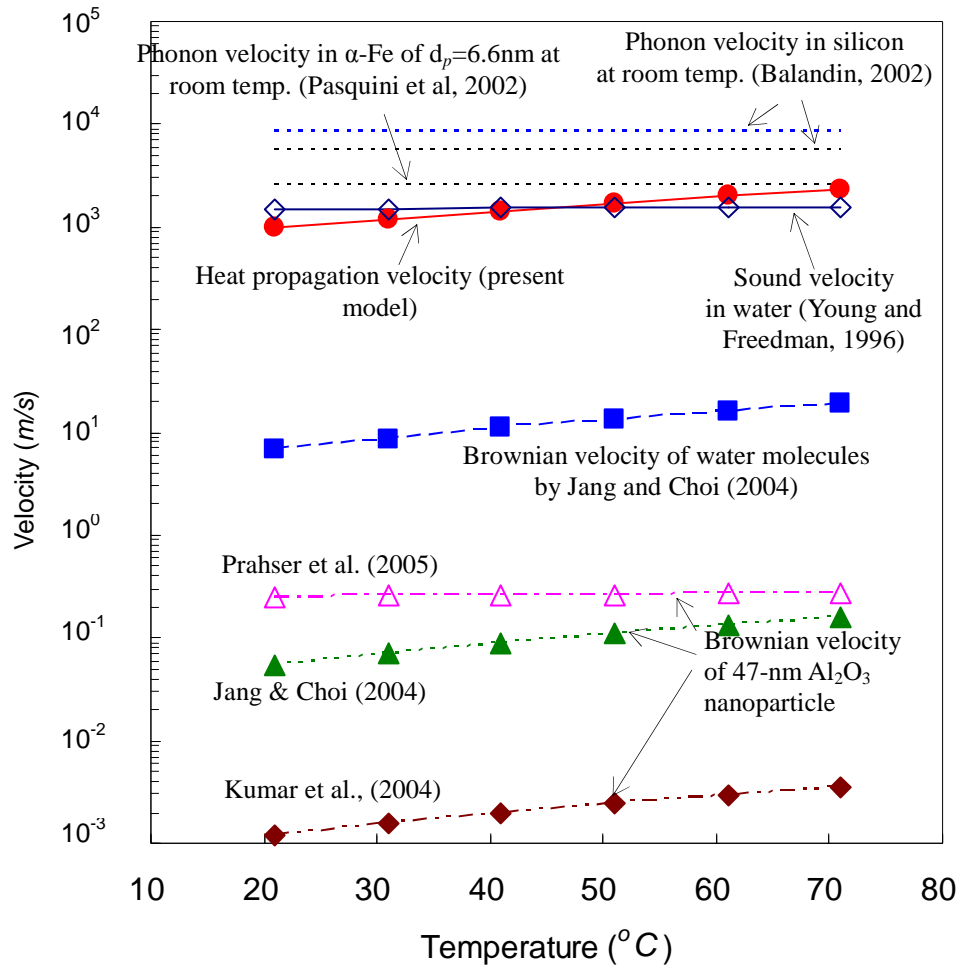 10^5
Phonon velocity in α-Fe of d_p=6.6nm at
room temp. (Pasquini et al, 2002)
Phonon velocity in silicon
at room temp. (Balandin, 2002)
10^4
10^3
Heat propagation velocity (present
model)
Sound velocity
in water (Young and
Freedman, 1996)
10^2
10^1
Brownian velocity of water molecules
by Jang and Choi (2004)
10^0
Prahser et al. (2005)
10^-1
Brownian velocity
of 47-nm Al₂O₃
nanoparticle
Jang & Choi (2004)
10^-2
Kumar et al., (2004)
10^-3
Velocity (m/s)
10 20 30 40 50 60 70 80
Temperature (°C)